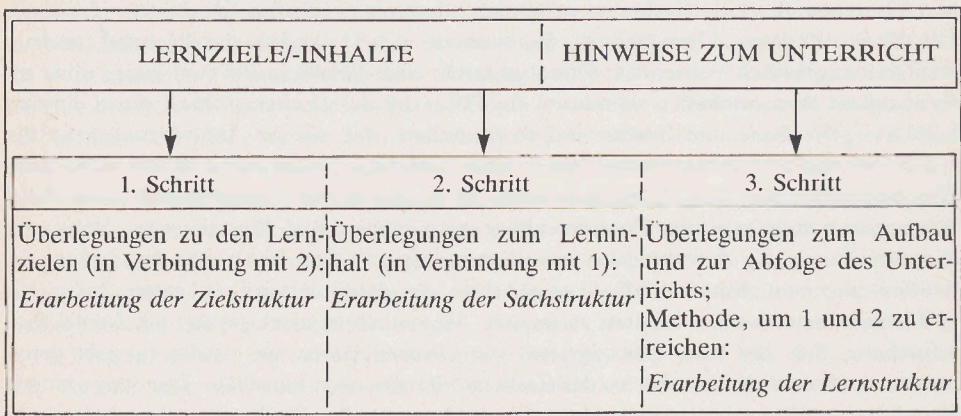 LERNZIELE/-INHALTE
HINWEISE ZUM UNTERRICHT
1. Schritt
2. Schritt
3. Schritt
Überlegungen zu den Lern-
zielen (in Verbindung mit 2):
Erarbeitung der Zielstruktur
Überlegungen zum Lernin-
halt (in Verbindung mit 1):
Erarbeitung der Sachstruktur
Überlegungen zum Aufbau
und zur Abfolge des Unter-
richts;
Methode, um 1 und 2 zu er-
reichen:
Erarbeitung der Lernstruktur